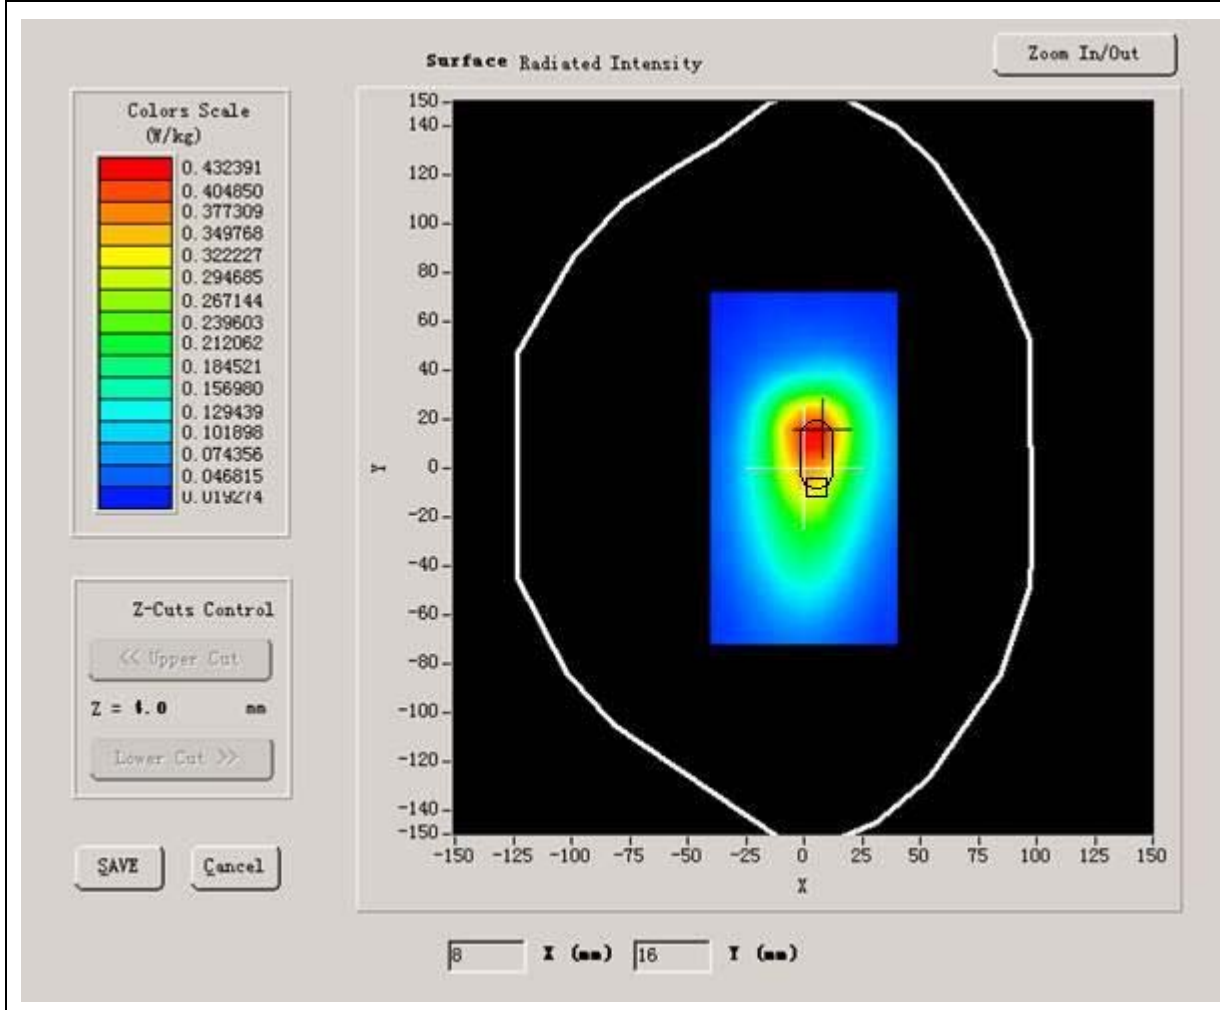 Surface Radiated Intensity
Zoom In/Out
Colors Scale
(W/kg)
0.432391
0.404850
0.377309
0.349768
0.322227
0.294685
0.267144
0.239603
0.212062
0.184521
0.156980
0.129439
0.101898
0.074356
0.046815
0.019274
Z-Cuts Control
<< Upper Cut
Z = 4.0 mm
Lower Cut >>
SAVE
Cancel
150
140
120
100
80
60
40
20
0
-20
-40
-60
-80
-100
-120
-140
-150
Y
-150 -125 -100 -75 -50 -25 0 25 50 75 100 125 150
X
8 X (mm) 16 Y (mm)